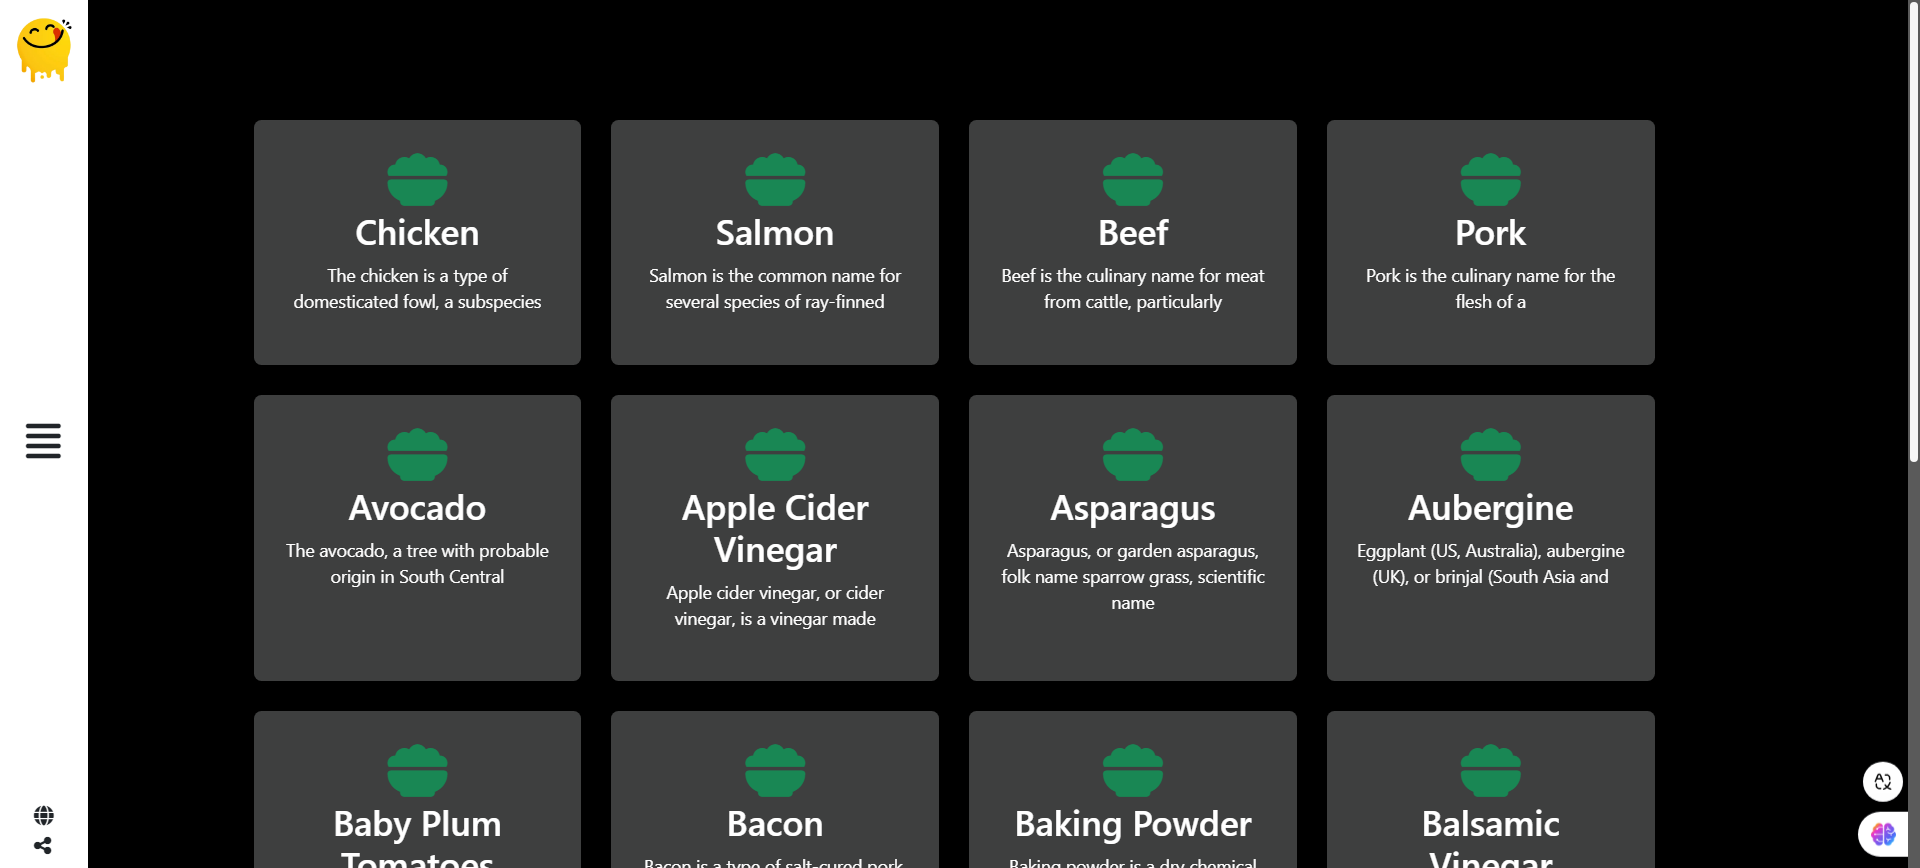 Chicken
The chicken is a type of
domesticated fowl, a subspecies
Salmon
Salmon is the common name for
several species of ray-finned
Beef
Beef is the culinary name for meat
from cattle, particularly
Pork
Pork is the culinary name for the
flesh of a
Avocado
The avocado, a tree with probable
origin in South Central
Apple Cider
Vinegar
Apple cider vinegar, or cider
vinegar, is a vinegar made
Asparagus
Asparagus, or garden asparagus,
folk name sparrow grass, scientific
name
Aubergine
Eggplant (US, Australia), aubergine
(UK), or brinjal (South Asia and
Baby Plum
Tomatoes
Bacon
Bacon is a type of salt-cured pork
Baking Powder
Baking powder is a dry chemical
Balsamic
Vinegar